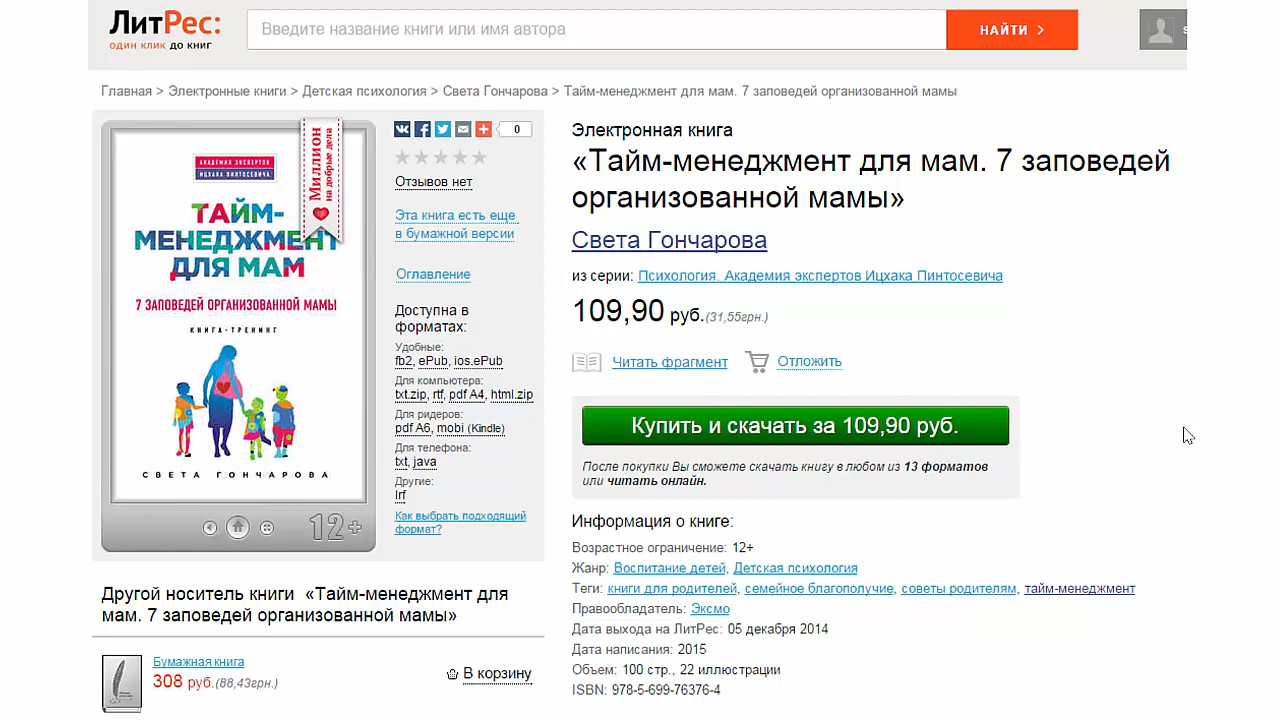 ЛитРес:
один клик до книг
Введите название книги или имя автора
НАЙТИ
Главная > Электронные книги > Детская психология > Света Гончарова > Тайм-менеджмент для мам. 7 заповедей организованной мамы
АКАДЕМИЯ ЭКСПЕРТОВ
ИЦХАКА ПИНТОСЕВИЧА
Миллион
на добрые дела
ТАЙМ-
МЕНЕДЖМЕНТ
ДЛЯ МАМ
7 ЗАПОВЕДЕЙ ОРГАНИЗОВАННОЙ МАМЫ
КНИГА-ТРЕНИНГ
СВЕТА ГОНЧАРОВА
12+
0
Отзывов нет
Эта книга есть еще
в бумажной версии
Оглавление
Доступна в
форматах:
Удобные:
fb2, ePub, ios.ePub
Для компьютера:
txt.zip, rtf, pdf A4, html.zip
Для ридеров:
pdf A6, mobi (Kindle)
Для телефона:
txt, java
Другие:
lrf
Как выбрать подходящий
формат?
Электронная книга
«Тайм-менеджмент для мам. 7 заповедей
организованной мамы»
Света Гончарова
из серии: Психология. Академия экспертов Ицхака Пинтосевича
109,90 руб.(31,55грн.)
Читать фрагмент Отложить
Купить и скачать за 109,90 руб.
После покупки Вы сможете скачать книгу в любом из 13 форматов
или читать онлайн.
Информация о книге:
Возрастное ограничение: 12+
Жанр: Воспитание детей, Детская психология
Теги: книги для родителей, семейное благополучие, советы родителям, тайм-менеджмент
Правообладатель: Эксмо
Дата выхода на ЛитРес: 05 декабря 2014
Дата написания: 2015
Объем: 100 стр., 22 иллюстрации
ISBN: 978-5-699-76376-4
Другой носитель книги «Тайм-менеджмент для
мам. 7 заповедей организованной мамы»
Бумажная книга
308 руб.(88,43грн.)
В корзину